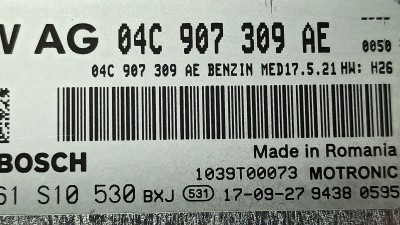 W AG 04C 907 309 AE 0050
04C 907 309 AE BENZIN MED17.5.21 HW: H26
BOSCH
Made in Romania
1039T00073 MOTRONIC
61 S10 530 BXJ 531 17-09-27 9438 0595